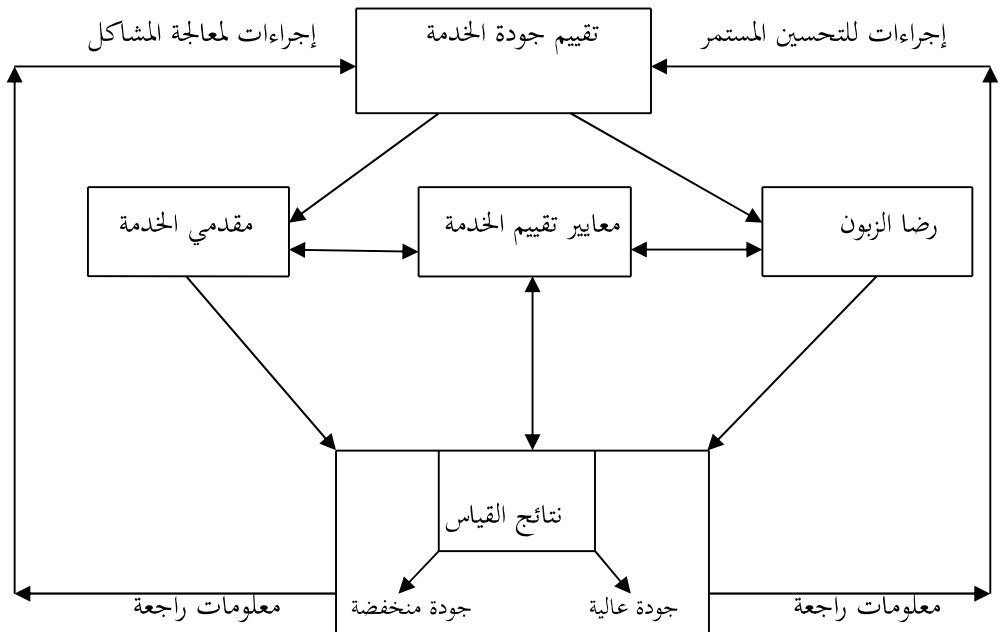 إجراءات للتحسين المستمر
تقييم جودة الخدمة
إجراءات لمعالجة المشاكل
رضا الزبون
معايير تقييم الخدمة
مقدمي الخدمة
نتائج القياس
معلومات راجعة
جودة عالية
جودة منخفضة
معلومات راجعة